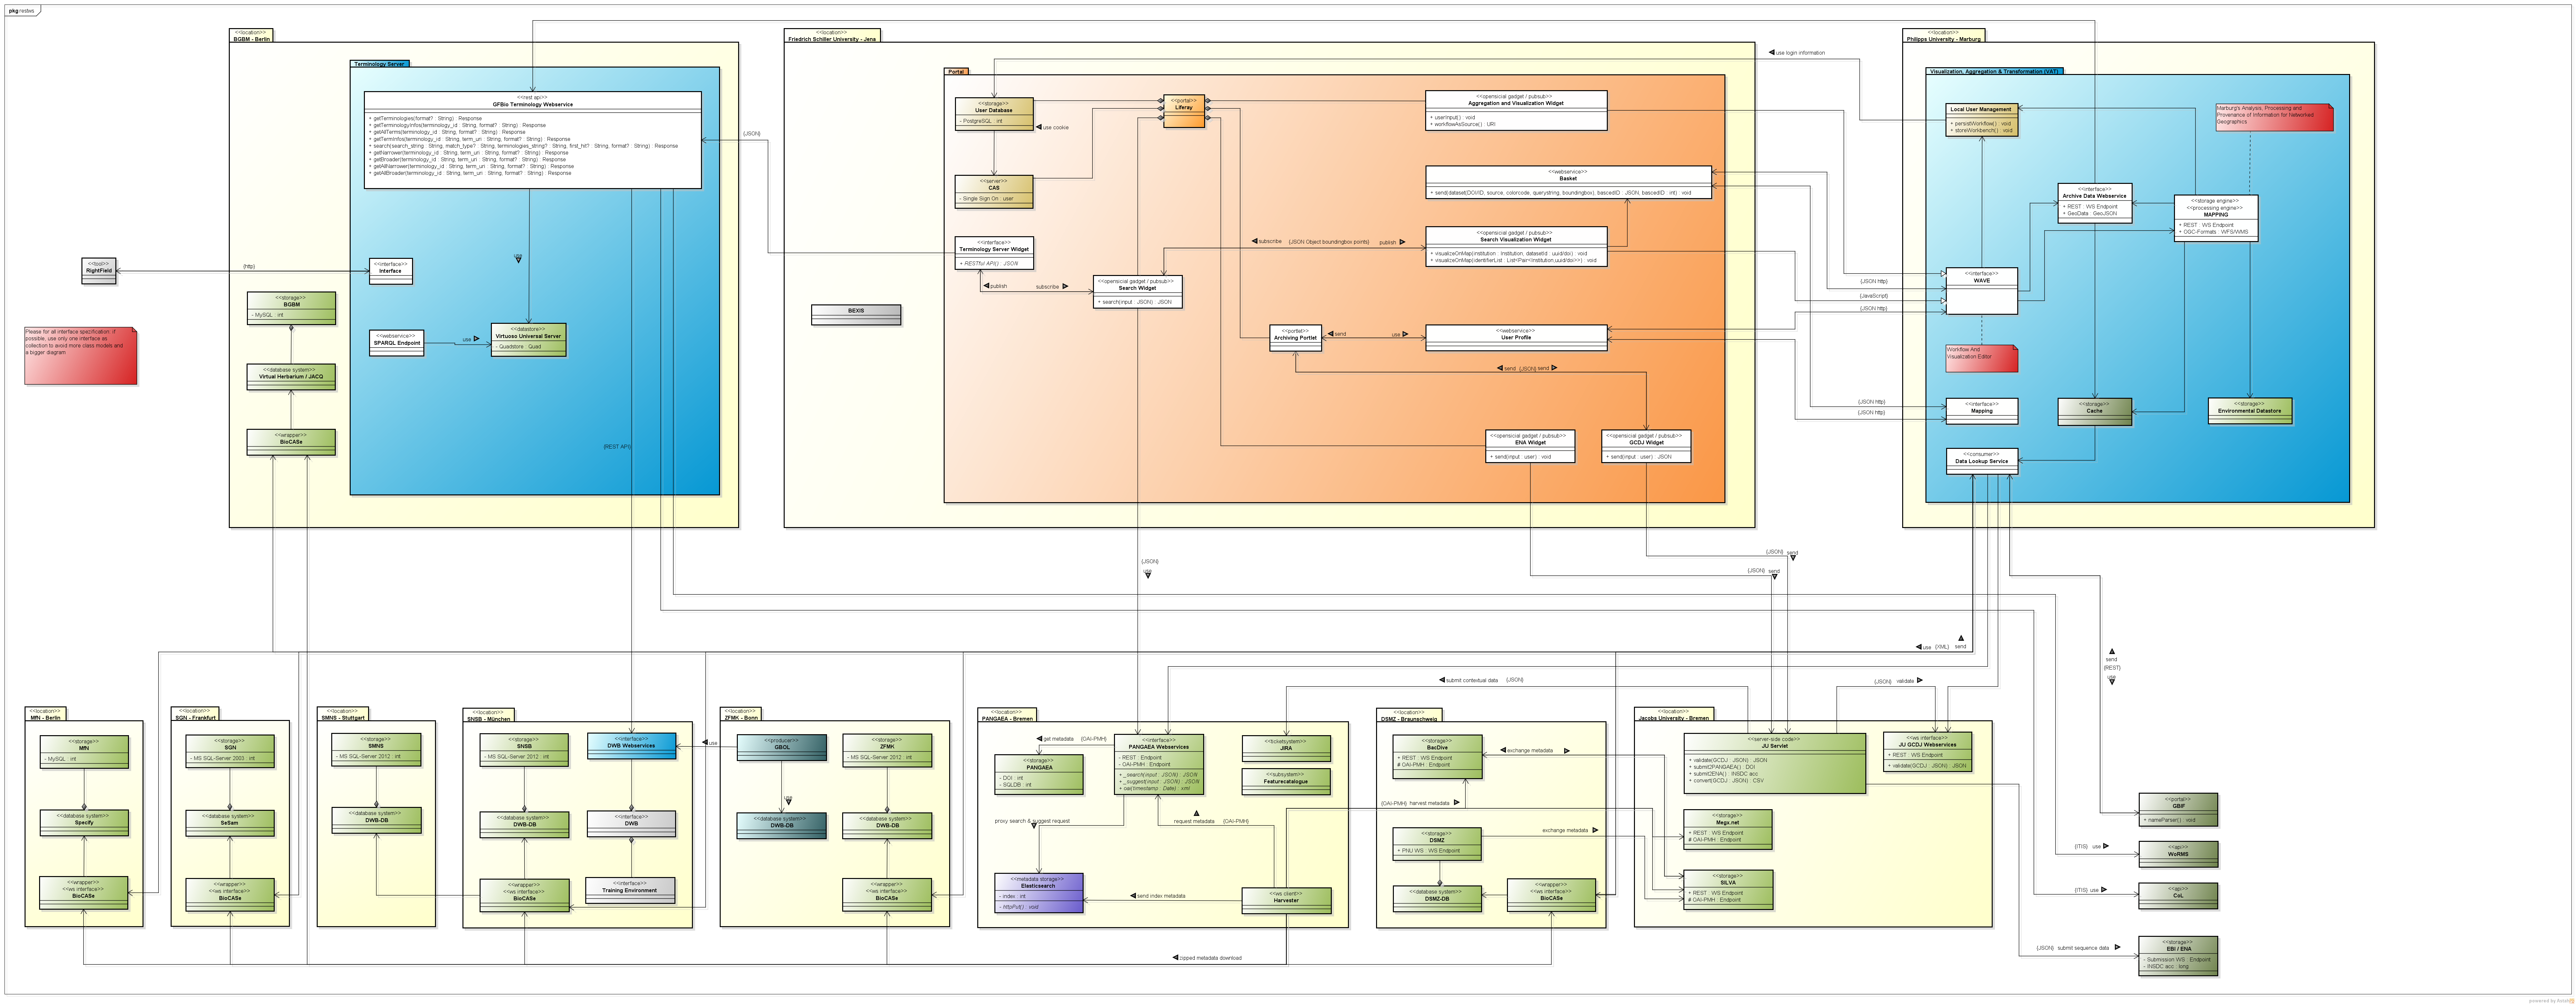 pkg restws
<<location>>
BGBM - Berlin
Terminology Server
<<rest api>>
GFBio Terminology Webservice
+ getTerminologies(format? : String) : Response
+ getTerminologyInfos(terminology_id : String, format? : String) : Response
+ getAllTerms(terminology_id : String, format? : String) : Response
+ getTermInfos(terminology_id : String, term_uri : String, format? : String) : Response
+ search(search_string : String, match_type? : String, terminologies_string? : String, first_hit? : String, format? : String) : Response
+ getNarrower(terminology_id : String, term_uri : String, format? : String) : Response
+ getBroader(terminology_id : String, term_uri : String, format? : String) : Response
+ getAllNarrower(terminology_id : String, term_uri : String, format? : String) : Response
+ getAllBroader(terminology_id : String, term_uri : String, format? : String) : Response
{JSON}
use
<<tool>>
RightField
{http}
<<interface>>
Interface
<<storage>>
BGBM
- MySQL : int
<<webservice>>
SPARQL Endpoint
use
<<datastore>>
Virtuoso Universal Server
- Quadstore : Quad
Please for all interface specification: if
possible, use only one interface as
collection to avoid more class models and
a bigger diagram
<<database system>>
Virtual Herbarium / JACQ
<<wrapper>>
BioCASe
{REST API}
<<location>>
Friedrich Schiller University - Jena
Portal
<<storage>>
User Database
- PostgreSQL : int
use cookie
<<server>>
CAS
- Single Sign On : user
<<portal>>
Liferay
<<opensicial gadget / pubsub>>
Aggregation and Visualization Widget
+ userInput() : void
+ workflowAsSource() : URI
<<webservice>>
Basket
+ send(dataset(DOI/ID, source, colorcode, querystring, boundingbox), bascedID : JSON, bascedID : int) : void
<<interface>>
Terminology Server Widget
+ RESTful API() : JSON
subscribe {JSON Object boundingbox points} publish
<<opensicial gadget / pubsub>>
Search Visualization Widget
+ visualizeOnMap(institution : Institution, datasetId : uuid/doi) : void
+ visualizeOnMap(identifierList : List<Pair<Institution,uuid/doi>>) : void
publish subscribe
<<opensicial gadget / pubsub>>
Search Widget
+ search(input : JSON) : JSON
BEXIS
<<portlet>>
Archiving Portlet
send use
<<webservice>>
User Profile
send {JSON} send
<<opensicial gadget / pubsub>>
ENA Widget
+ send(input : user) : void
<<opensicial gadget / pubsub>>
GCDJ Widget
+ send(input : user) : JSON
use login information
<<location>>
Philipps University - Marburg
Visualization, Aggregation & Transformation (VAT)
Local User Management
+ persistWorkflow() : void
+ storeWorkbench() : void
Marburg's Analysis, Processing and
Provenance of Information for Networked
Geographics
<<interface>>
Archive Data Webservice
+ REST : WS Endpoint
+ GeoData : GeoJSON
<<storage engine>>
<<processing engine>>
MAPPING
+ REST : WS Endpoint
+ OGC-Formats : WFS/WMS
<<interface>>
WAVE
{JSON http}
{JavaScript}
{JSON http}
Workflow And
Visualization Editor
{JSON http}
{JSON http}
<<interface>>
Mapping
<<storage>>
Cache
<<storage>>
Environmental Datastore
<<consumer>>
Data Lookup Service
{JSON}
use
{JSON} send
{JSON} send
use {XML} send
send
{REST}
use
submit contextual data {JSON}
{JSON} validate
<<location>>
MfN - Berlin
<<storage>>
MfN
- MySQL : int
<<database system>>
Specify
<<wrapper>>
<<ws interface>>
BioCASe
<<location>>
SGN - Frankfurt
<<storage>>
SGN
- MS SQL-Server 2003 : int
<<database system>>
SeSam
<<wrapper>>
<<ws interface>>
BioCASe
<<location>>
SMNS - Stuttgart
<<storage>>
SMNS
- MS SQL-Server 2012 : int
<<database system>>
DWB-DB
<<location>>
SNSB - München
<<storage>>
SNSB
- MS SQL-Server 2012 : int
<<database system>>
DWB-DB
<<wrapper>>
<<ws interface>>
BioCASe
<<interface>>
DWB Webservices
<<interface>>
DWB
<<interface>>
Training Environment
use
<<location>>
ZFMK - Bonn
<<producer>>
GBOL
use
<<database system>>
DWB-DB
<<storage>>
ZFMK
- MS SQL-Server 2012 : int
<<database system>>
DWB-DB
<<wrapper>>
<<ws interface>>
BioCASe
<<location>>
PANGAEA - Bremen
get metadata {OAI-PMH}
<<storage>>
PANGAEA
- DOI : int
- SQLDB : int
<<interface>>
PANGAEA Webservices
- REST : Endpoint
- OAI-PMH : Endpoint
+ _search(input : JSON) : JSON
+ _suggest(input : JSON) : JSON
+ oai(timestamp : Date) : xml
<<ticketsystem>>
JIRA
<<subsystem>>
Featurecatalogue
proxy search & suggest request
request metadata {OAI-PMH}
<<metadata storage>>
Elasticsearch
- index : int
- httpPut() : void
send index metadata
<<ws client>>
Harvester
zipped metadata download
<<location>>
DSMZ - Braunschweig
<<storage>>
BacDive
+ REST : WS Endpoint
# OAI-PMH : Endpoint
exchange metadata
{OAI-PMH} harvest metadata
<<storage>>
DSMZ
+ PNU WS : WS Endpoint
exchange metadata
<<database system>>
DSMZ-DB
<<wrapper>>
<<ws interface>>
BioCASe
<<location>>
Jacobs University - Bremen
<<server-side code>>
JU Servlet
+ validate(GCDJ : JSON) : JSON
+ submit2PANGAEA() : DOI
+ submit2ENA() : INSDC acc
+ convert(GCDJ : JSON) : CSV
<<ws interface>>
JU GCDJ Webservices
+ REST : WS Endpoint
+ validate(GCDJ : JSON) : JSON
<<storage>>
Megx.net
+ REST : WS Endpoint
# OAI-PMH : Endpoint
<<storage>>
SILVA
+ REST : WS Endpoint
# OAI-PMH : Endpoint
<<portal>>
GBIF
+ nameParser() : void
{ITIS} use
<<api>>
WoRMS
{ITIS} use
<<api>>
CoL
{JSON} submit sequence data
<<storage>>
EBI / ENA
- Submission WS : Endpoint
- INSDC acc : long
powered by Astah